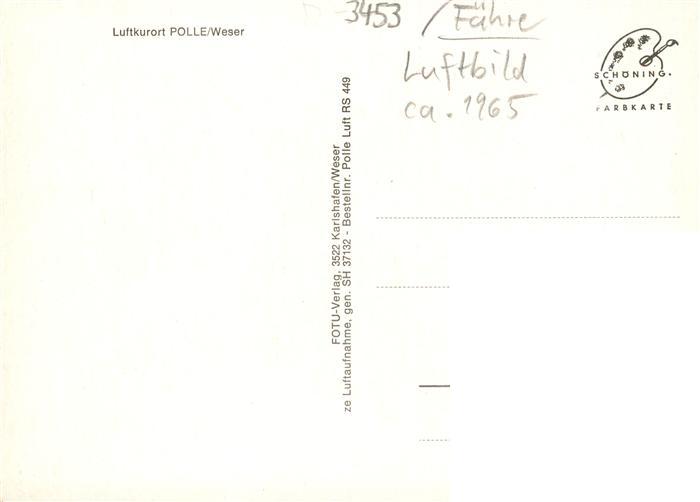 Luftkurort POLLE/Weser
3453 / Fähre
Luftbild
ca. 1965
SCHÖNING.
FARBKARTE
FOTU-Verlag, 3522 Karlshafen/Weser
ze Luftaufnahme, gen. SH 37132 - Bestellnr. Polle Luft RS 449